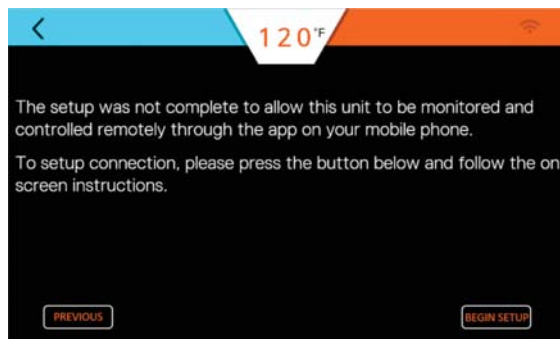 120°F
The setup was not complete to allow this unit to be monitored and
controlled remotely through the app on your mobile phone.
To setup connection, please press the button below and follow the on
screen instructions.
PREVIOUS
BEGIN SETUP